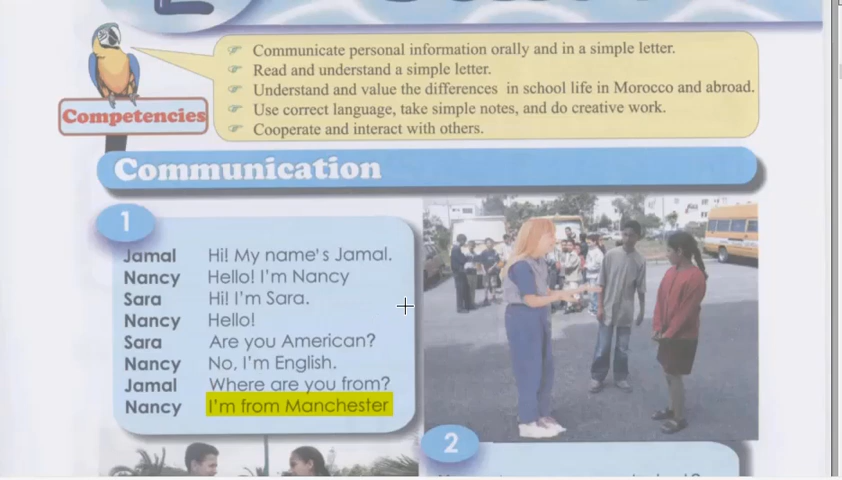 Communicate personal information orally and in a simple letter.
Read and understand a simple letter.
Understand and value the differences in school life in Morocco and abroad.
Use correct language, take simple notes, and do creative work.
Cooperate and interact with others.
Competencies
Communication
1
Jamal Hi! My name's Jamal.
Nancy Hello! I'm Nancy
Sara Hi! I'm Sara.
Nancy Hello!
Sara Are you American?
Nancy No, I'm English.
Jamal Where are you from?
Nancy I'm from Manchester
2